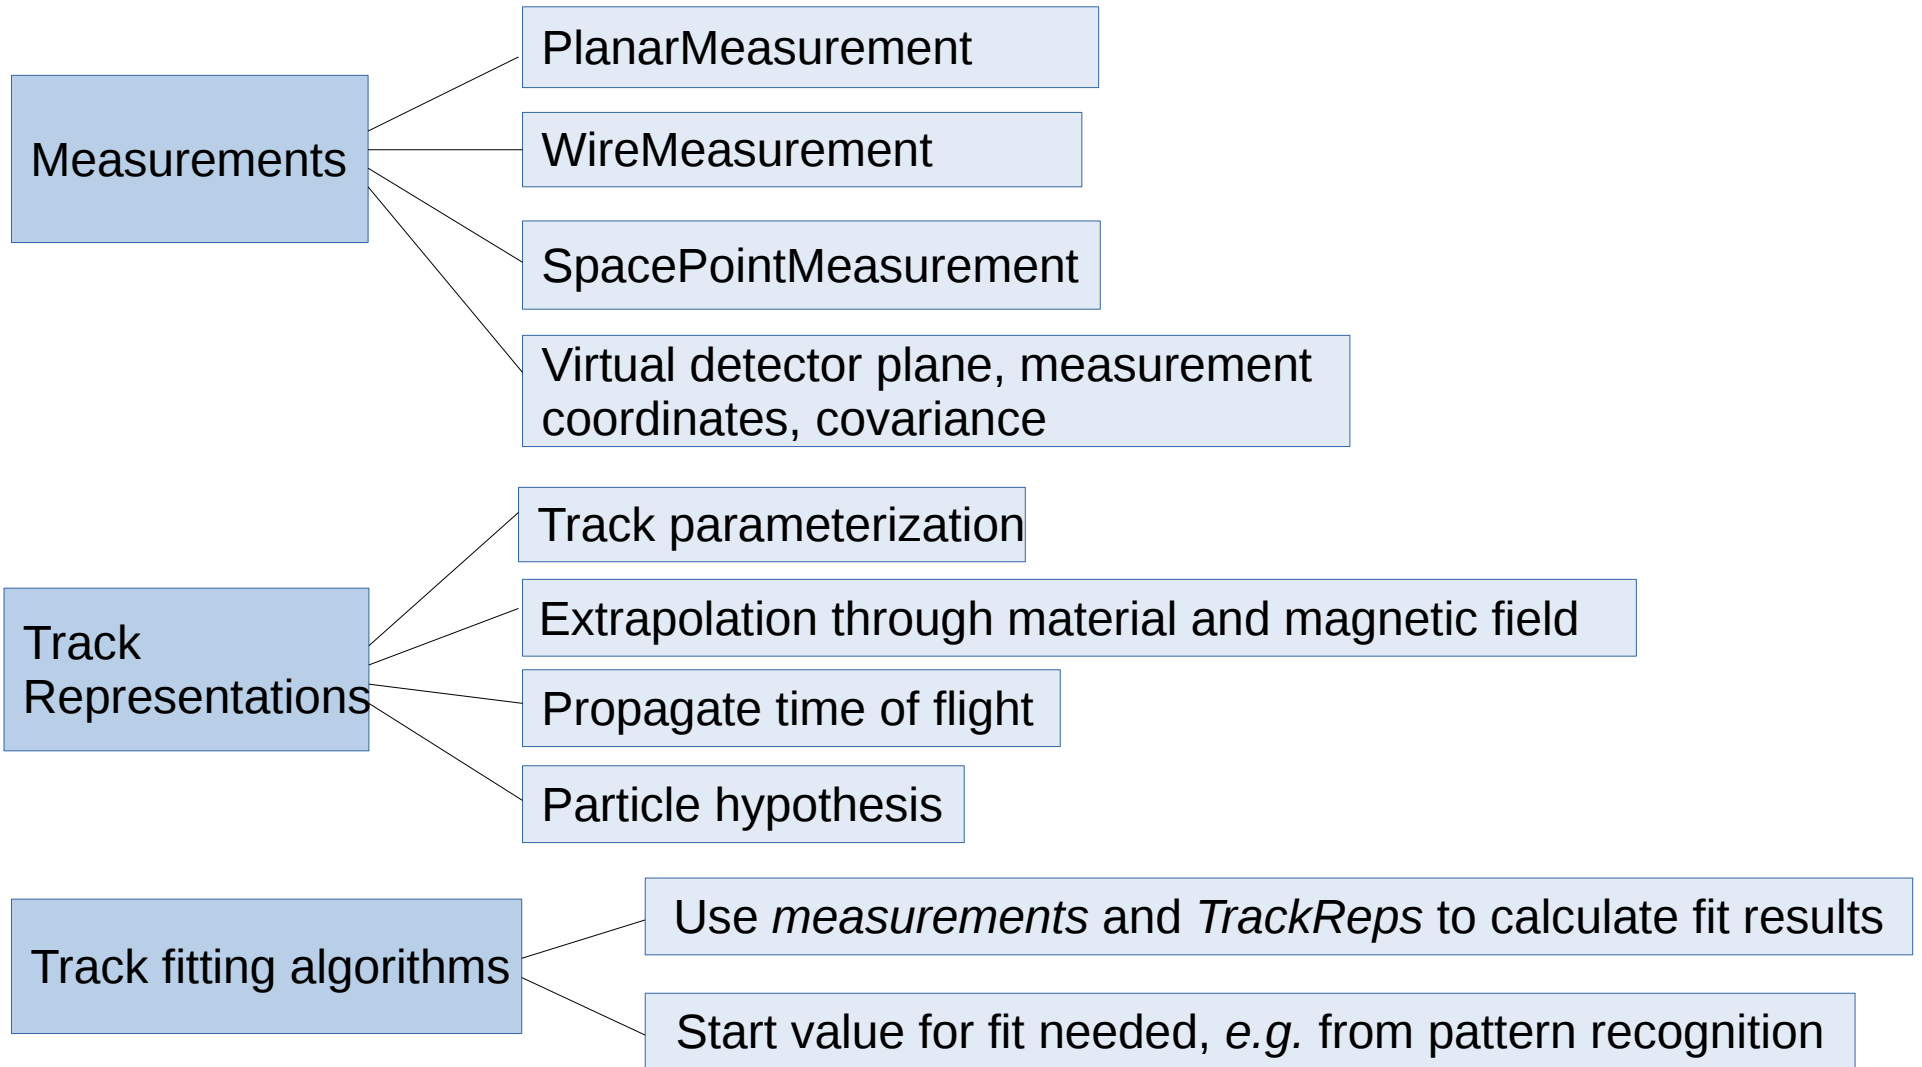 Measurements
PlanarMeasurement
WireMeasurement
SpacePointMeasurement
Virtual detector plane, measurement
coordinates, covariance
Track
Representations
Track parameterization
Extrapolation through material and magnetic field
Propagate time of flight
Particle hypothesis
Track fitting algorithms
Use measurements and TrackReps to calculate fit results
Start value for fit needed, e.g. from pattern recognition